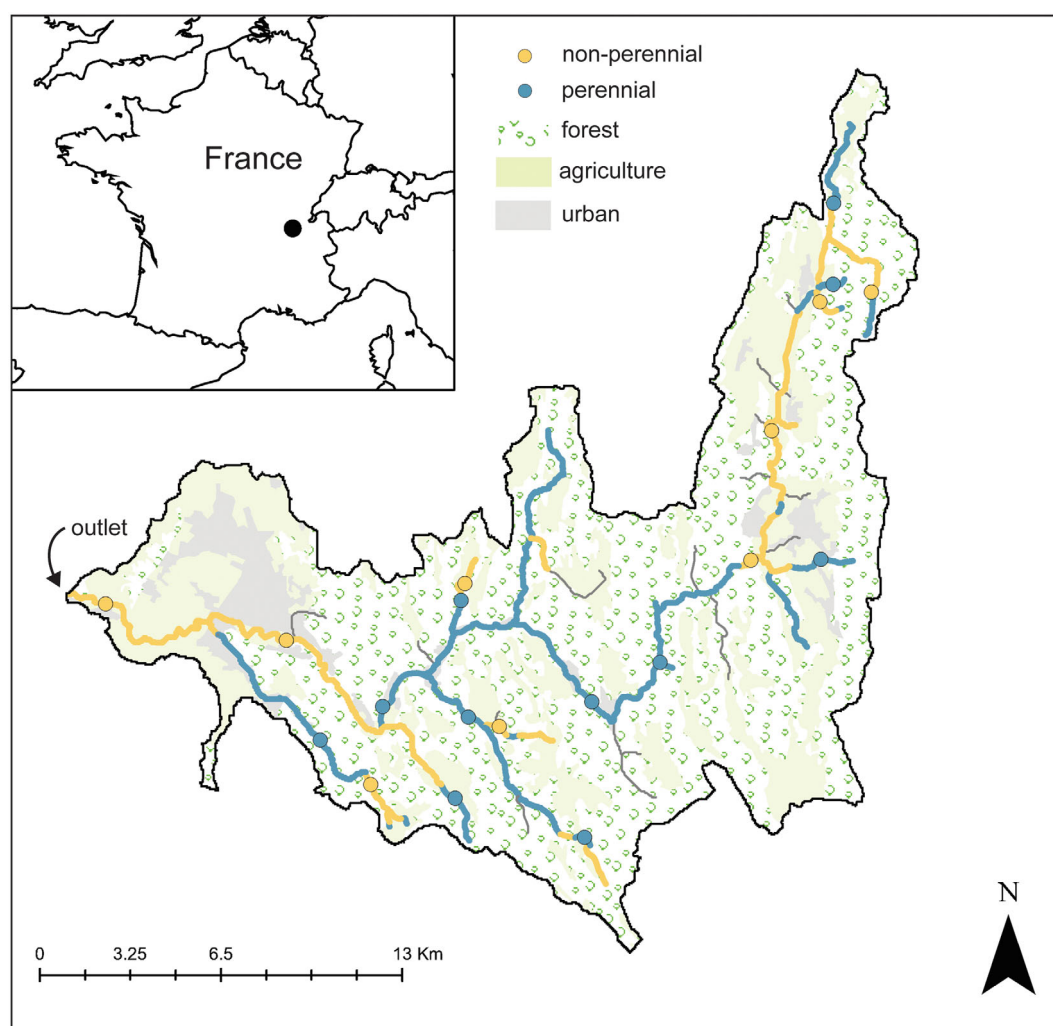 France
non-perennial
perennial
forest
agriculture
urban
outlet
0 3.25 6.5 13 Km
N